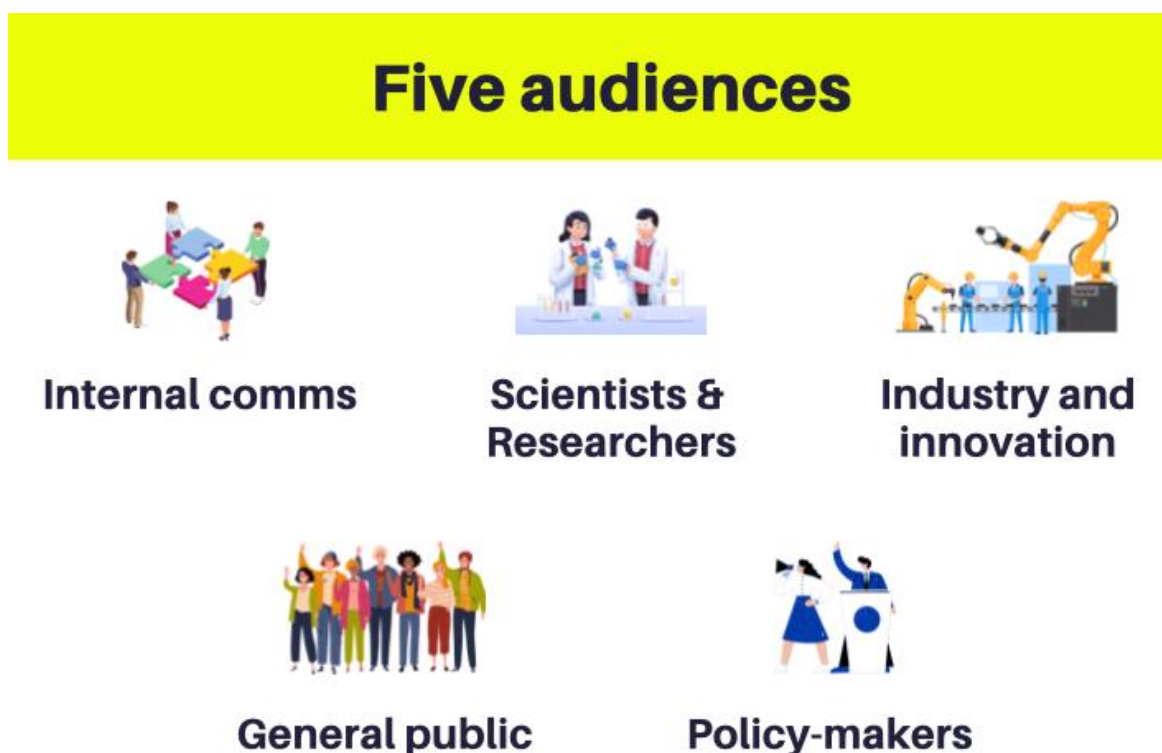 Five audiences
Internal comms
Scientists &
Researchers
Industry and
innovation
General public
Policy-makers